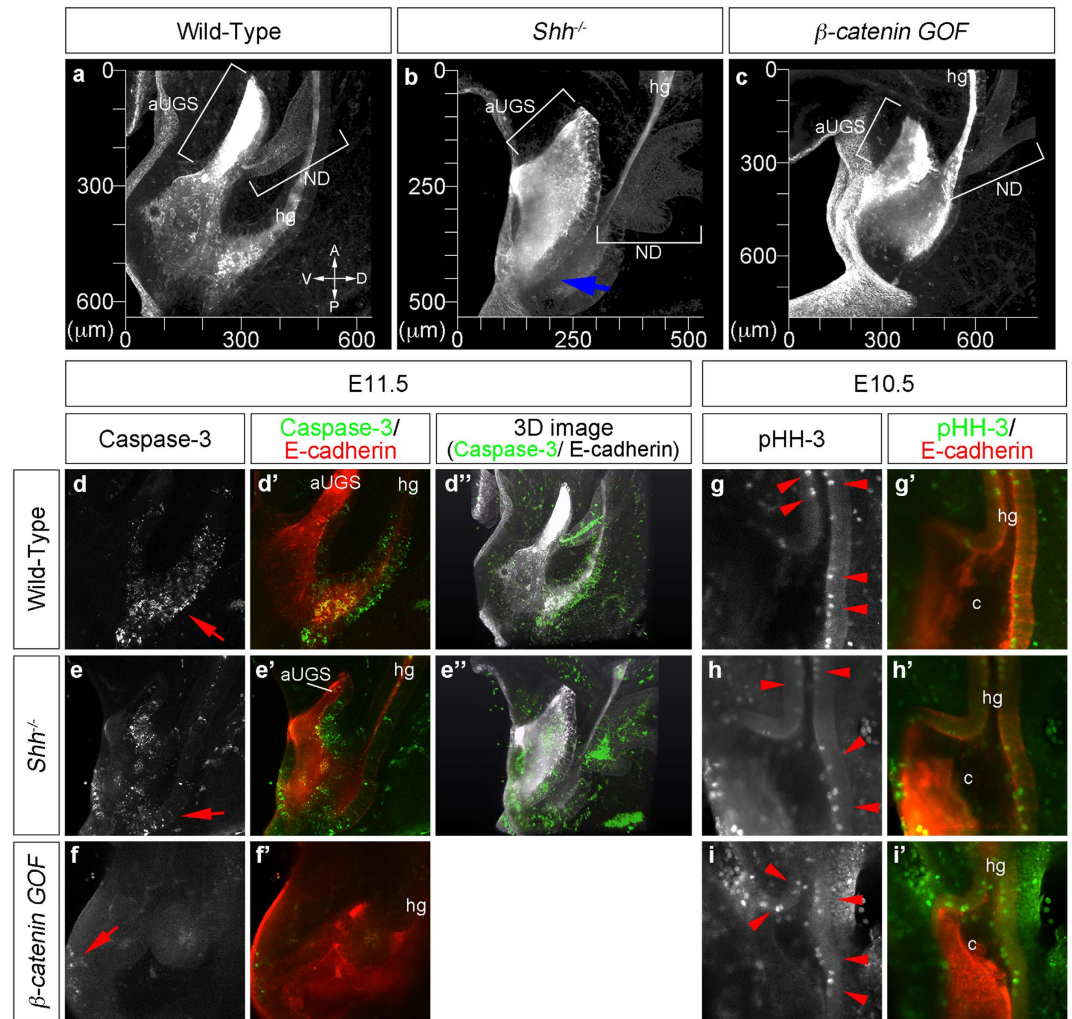 Wild-Type
Shh-/-
β-catenin GOF
a
0
300
600
(μm)
0
300
600
aUGS
ND
hg
A
V
D
P
b
0
250
500
(μm)
0
250
500
aUGS
hg
ND
c
0
300
600
(μm)
0
200
400
600
aUGS
hg
ND
E11.5
E10.5
Caspase-3
Caspase-3/
E-cadherin
3D image
(Caspase-3/ E-cadherin)
pHH-3
pHH-3/
E-cadherin
Wild-Type
d
d’
aUGS
hg
d’’
g
g’
hg
c
Shh-/-
e
e’
aUGS
hg
e’’
h
h’
hg
c
β-catenin GOF
f
f’
hg
i
i’
hg
c